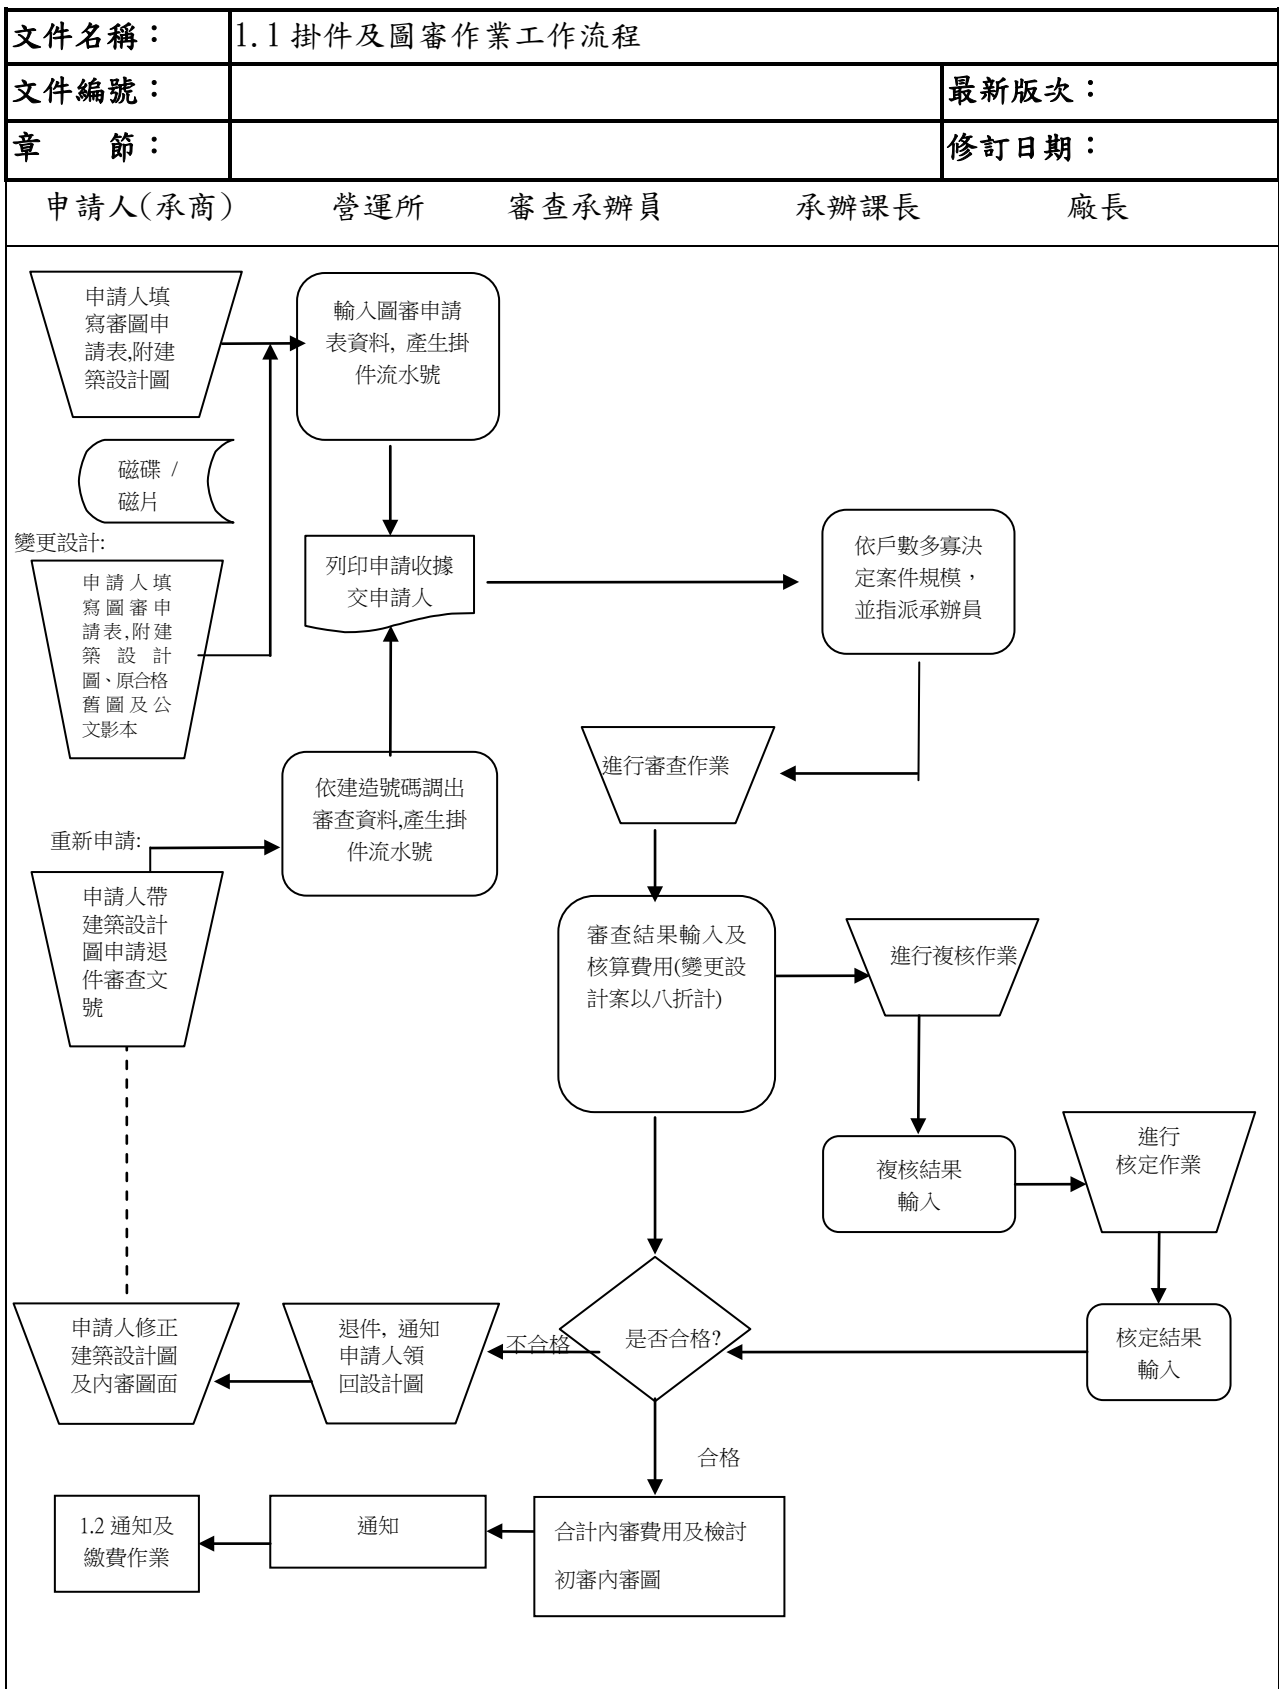 文件名稱：
1.1掛件及圖審作業工作流程
文件編號：
最新版次：
章　　節：
修訂日期：
申請人(承商)
營運所
審查承辦員
承辦課長
廠長
申請人填
寫審圖申
請表,附建
築設計圖
輸入圖審申請
表資料, 產生掛
件流水號
磁碟 /
磁片
變更設計:
申請人填
寫圖審申
請表,附建
築設計
圖、原合格
舊圖及公
文影本
列印申請收據
交申請人
依戶數多寡決
定案件規模，
並指派承辦員
進行審查作業
依建造號碼調出
審查資料,產生掛
件流水號
重新申請:
申請人帶
建築設計
圖申請退
件審查文
號
審查結果輸入及
核算費用(變更設
計案以八折計)
進行複核作業
複核結果
輸入
進行
核定作業
核定結果
輸入
是否合格?
不合格
退件, 通知
申請人領
回設計圖
申請人修正
建築設計圖
及內審圖面
合格
合計內審費用及檢討
初審內審圖
通知
1.2 通知及
繳費作業